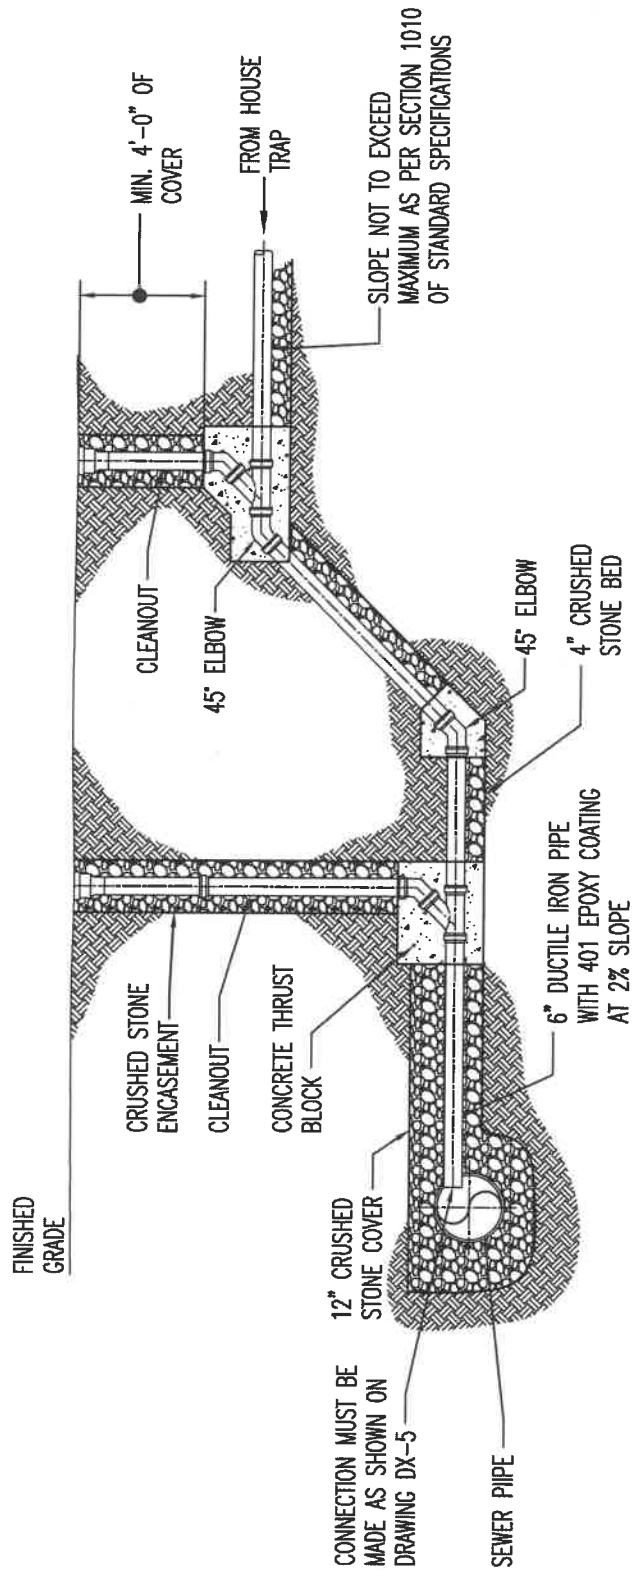 FINISHED
GRADE
MIN. 4'-0" OF
COVER
CLEANOUT
45° ELBOW
FROM HOUSE
TRAP
SLOPE NOT TO EXCEED
MAXIMUM AS PER SECTION 1010
OF STANDARD SPECIFICATIONS
CRUSHED STONE
ENCASEMENT
CLEANOUT
CONCRETE THRUST
BLOCK
45° ELBOW
4" CRUSHED
STONE BED
12" CRUSHED
STONE COVER
6" DUCTILE IRON PIPE
WITH 401 EPOXY COATING
AT 2% SLOPE
CONNECTION MUST BE
MADE AS SHOWN ON
DRAWING DX-5
SEWER PIIPE